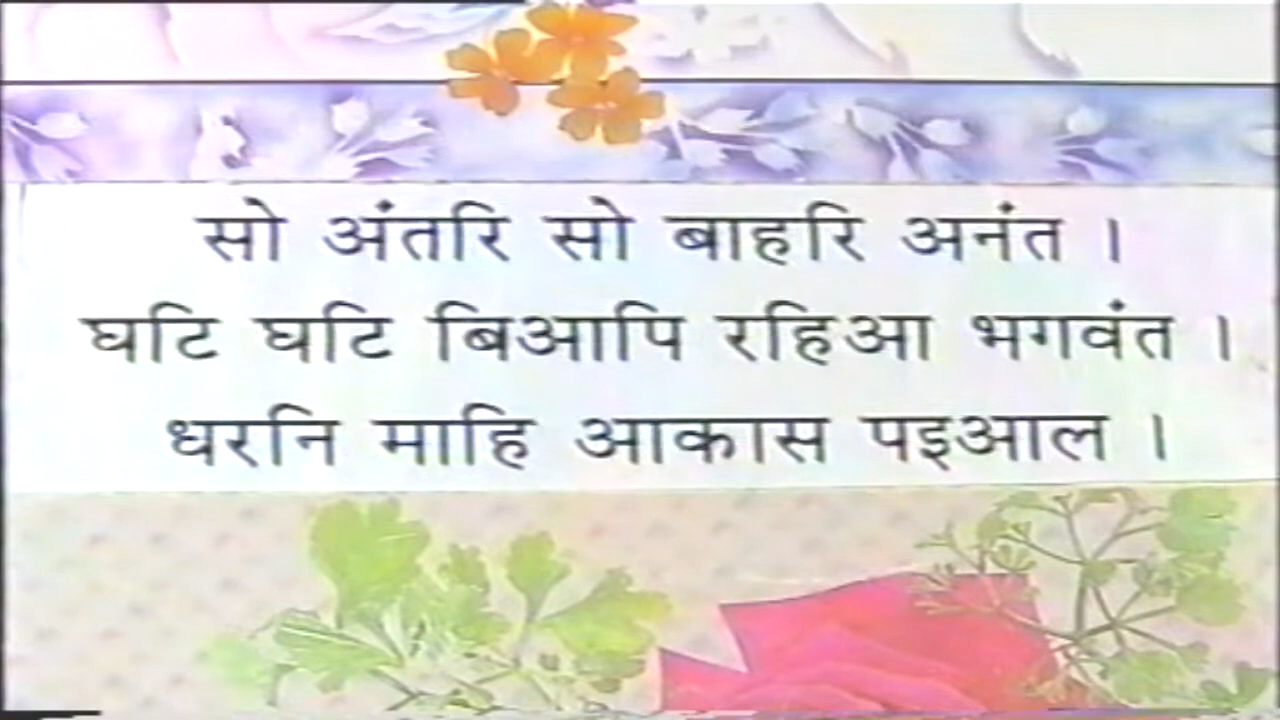 सो अंतरि सो बाहरि अनंत ।
घटि घटि बिआपि रहिआ भगवंत ।
धरनि माहि आकास पइआल ।